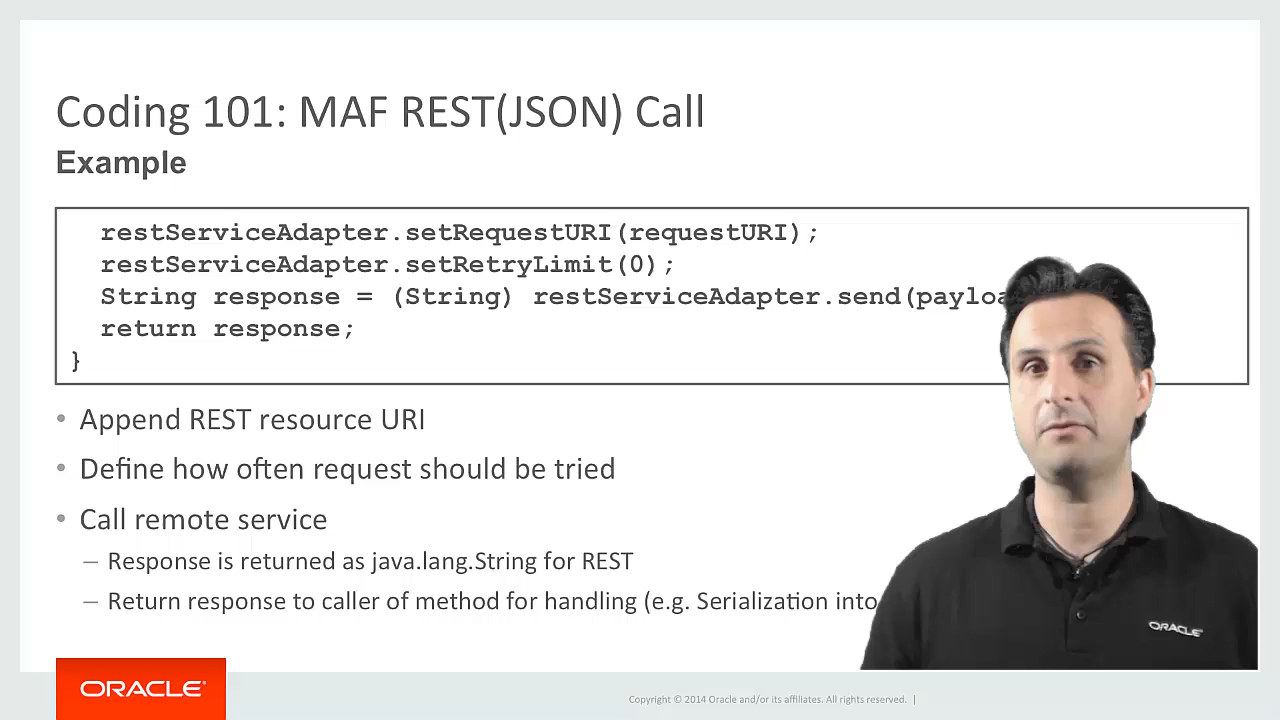 Coding 101: MAF REST(JSON) Call
Example
restServiceAdapter.setRequestURI(requestURI);
restServiceAdapter.setRetryLimit(0);
String response = (String) restServiceAdapter.send(
return response;
}
• Append REST resource URI
• Define how often request should be tried
• Call remote service
– Response is returned as java.lang.String for REST
– Return response to caller of method for handling (e.g. Serialization into
ORACLE
ORACLE
Copyright © 2014 Oracle and/or its affiliates. All rights reserved. |